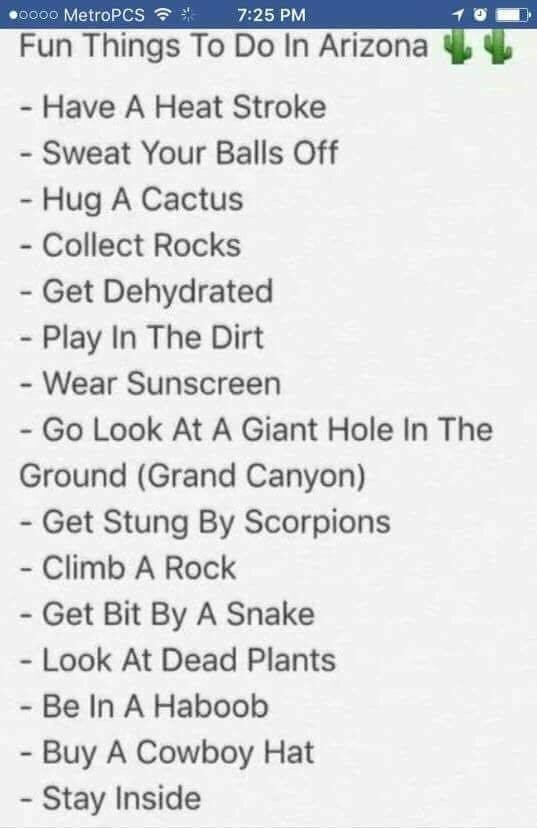 ●oooo MetroPCS 7:25 PM
Fun Things To Do In Arizona 🌵🌵
- Have A Heat Stroke
- Sweat Your Balls Off
- Hug A Cactus
- Collect Rocks
- Get Dehydrated
- Play In The Dirt
- Wear Sunscreen
- Go Look At A Giant Hole In The
Ground (Grand Canyon)
- Get Stung By Scorpions
- Climb A Rock
- Get Bit By A Snake
- Look At Dead Plants
- Be In A Haboob
- Buy A Cowboy Hat
- Stay Inside